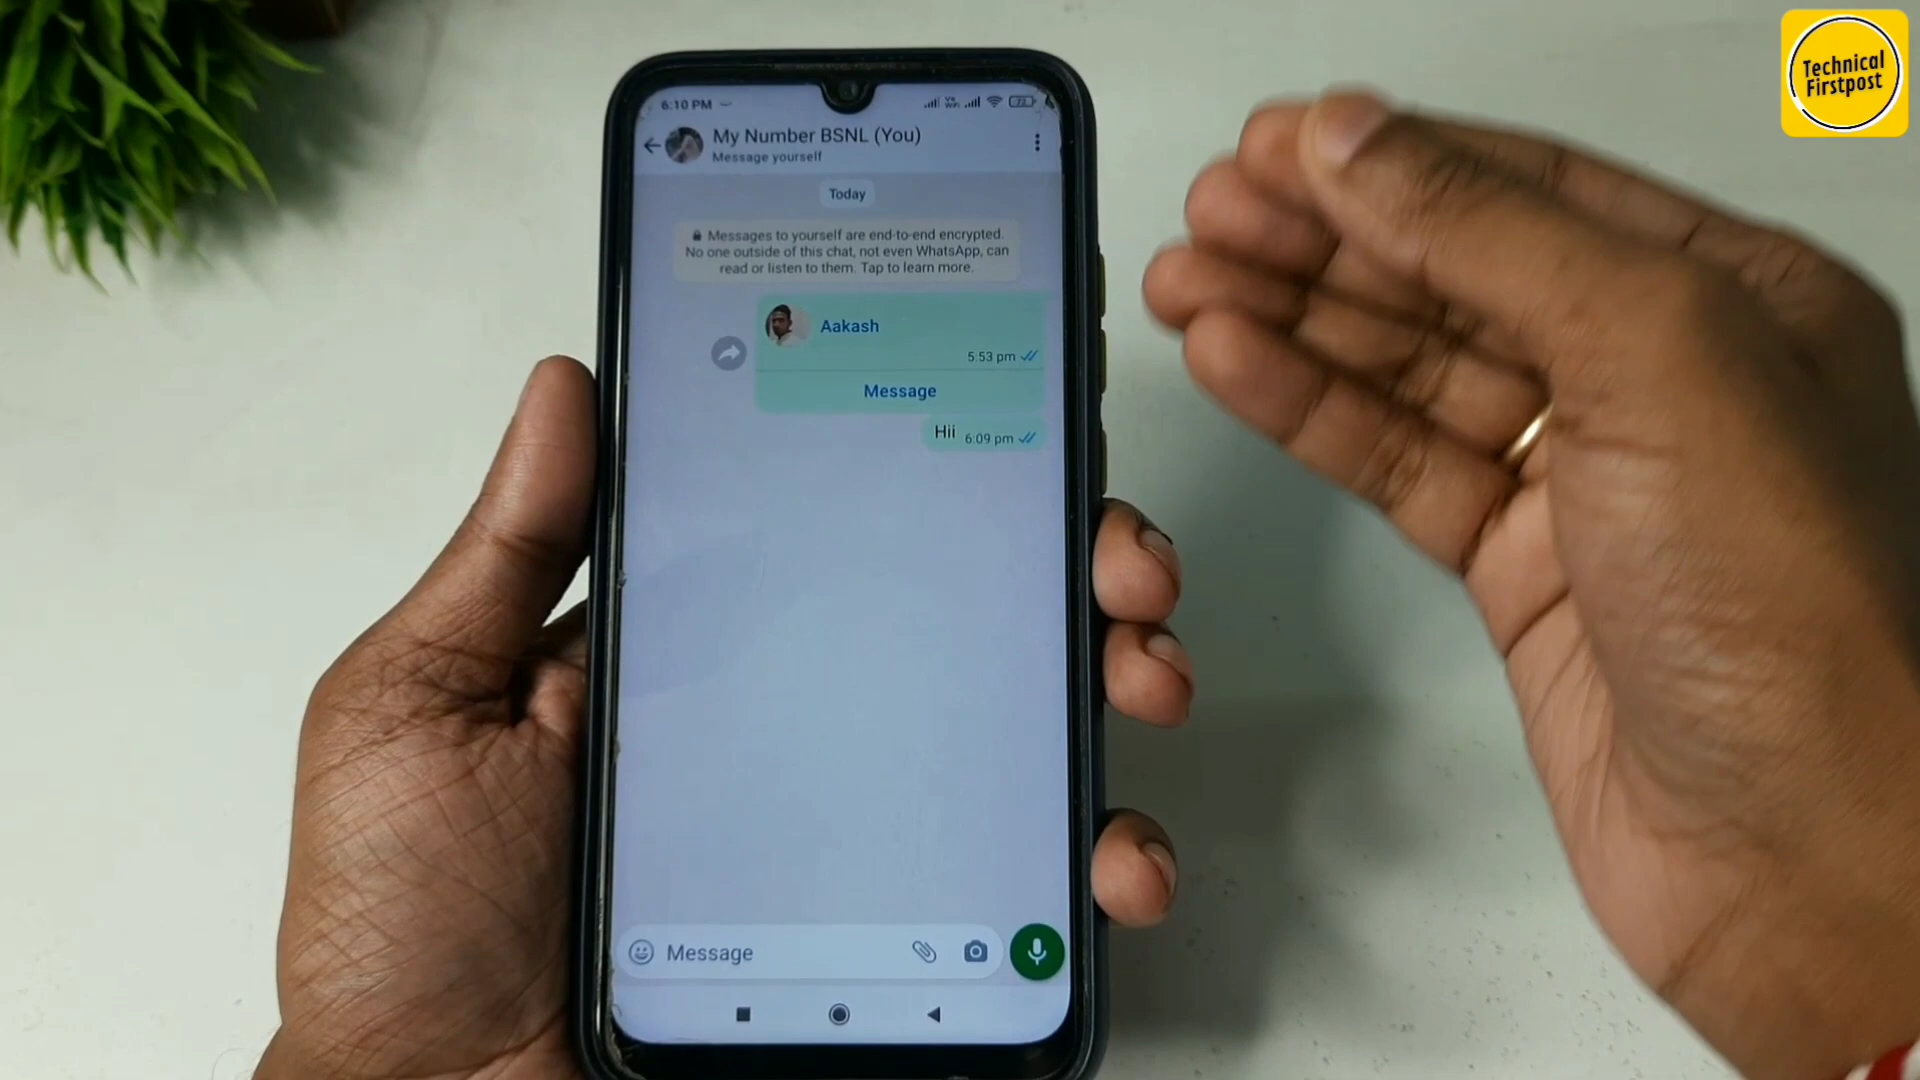 Technical
Firstpost
6:10 PM
My Number BSNL (You)
Message yourself
Today
Messages to yourself are end-to-end encrypted.
No one outside of this chat, not even WhatsApp, can
read or listen to them. Tap to learn more.
Aakash
5:53 pm
Message
Hii 6:09 pm
Message